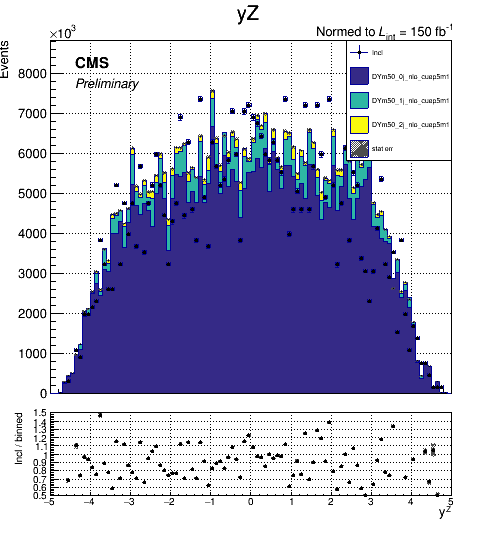 yZ
×10³
Normed to L_int = 150 fb⁻¹
Events
CMS
Preliminary
Incl
DYm50_0j_nlo_cuep5m1
DYm50_1j_nlo_cuep5m1
DYm50_2j_nlo_cuep5m1
stat err
8000
7000
6000
5000
4000
3000
2000
1000
0
Incl / binned
1.5
1.4
1.3
1.2
1.1
1
0.9
0.8
0.7
0.6
0.5
−5 −4 −3 −2 −1 0 1 2 3 4 5
yZ